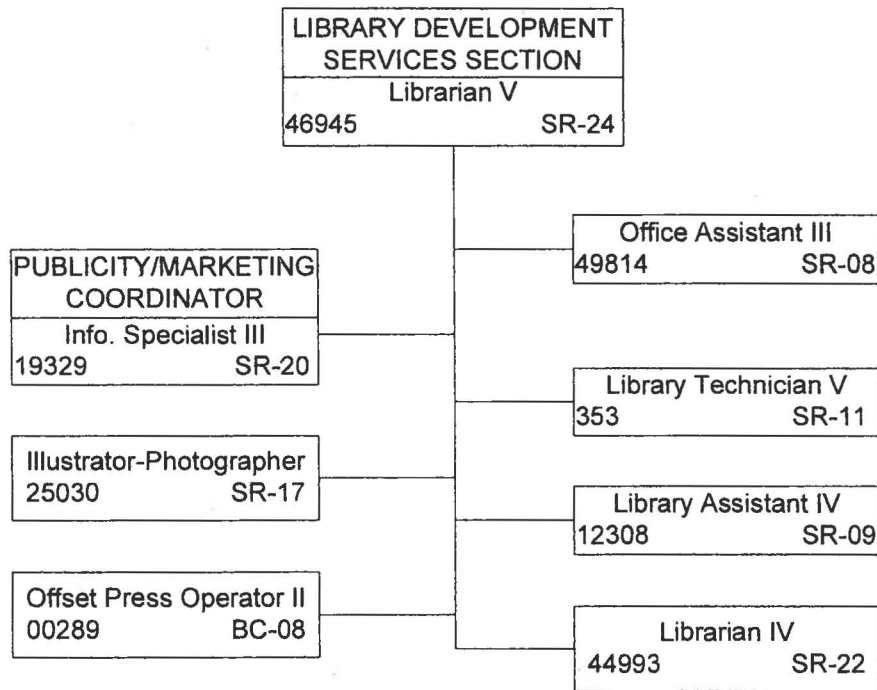 LIBRARY DEVELOPMENT
SERVICES SECTION
Librarian V
46945 SR-24
PUBLICITY/MARKETING
COORDINATOR
Info. Specialist III
19329 SR-20
Illustrator-Photographer
25030 SR-17
Offset Press Operator II
00289 BC-08
Office Assistant III
49814 SR-08
Library Technician V
353 SR-11
Library Assistant IV
12308 SR-09
Librarian IV
44993 SR-22